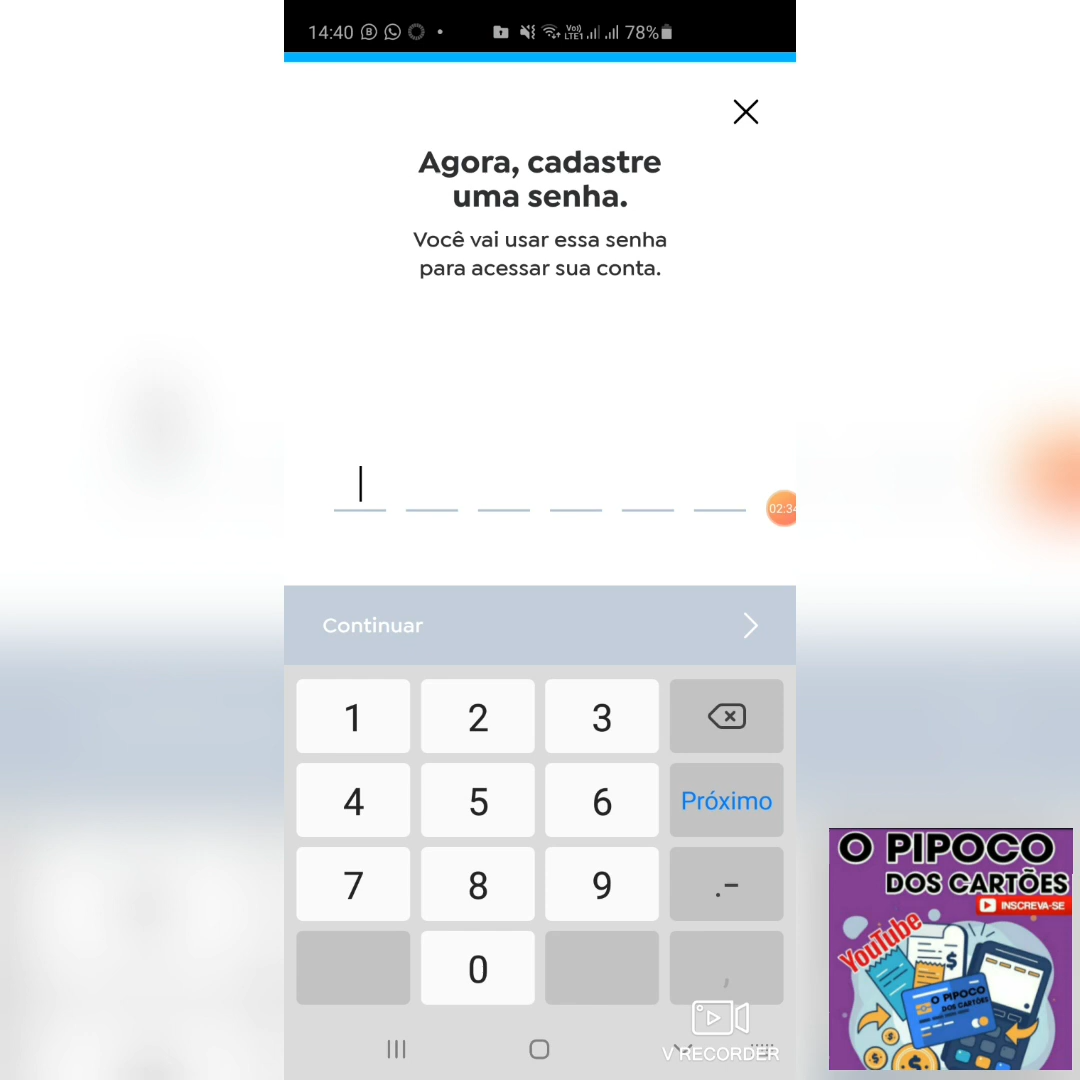 14:40
Vo))
LTE1
78%
Agora, cadastre
uma senha.
Você vai usar essa senha
para acessar sua conta.
02:34
Continuar
1 2 3
4 5 6 Próximo
7 8 9 .-
0 ,
V RECORDER
O PIPOCO
DOS CARTÕES
INSCREVA-SE
YouTube
$
O PIPOCO
DOS CARTÕES
$
$
$